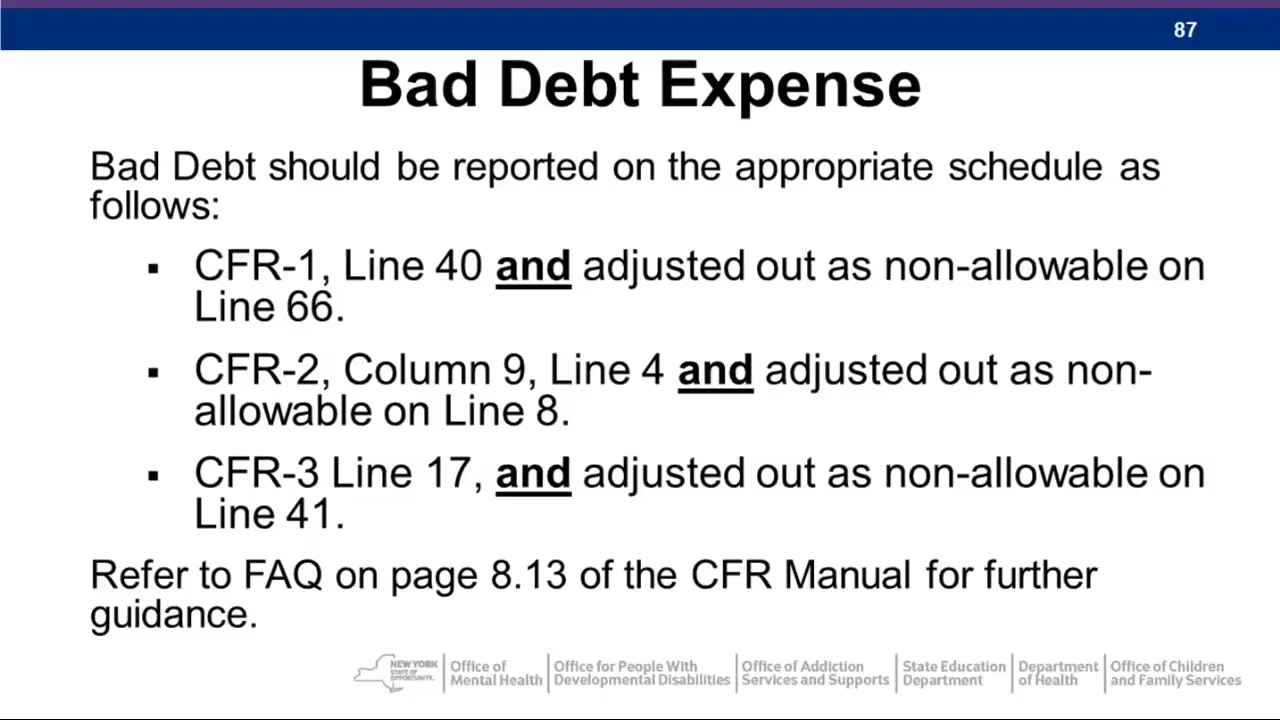 87
Bad Debt Expense
Bad Debt should be reported on the appropriate schedule as
follows:
▪ CFR-1, Line 40 and adjusted out as non-allowable on
Line 66.
▪ CFR-2, Column 9, Line 4 and adjusted out as non-
allowable on Line 8.
▪ CFR-3 Line 17, and adjusted out as non-allowable on
Line 41.
Refer to FAQ on page 8.13 of the CFR Manual for further
guidance.
NEW YORK
STATE OF
OPPORTUNITY.
Office of
Mental Health
Office for People With
Developmental Disabilities
Office of Addiction
Services and Supports
State Education
Department
Department
of Health
Office of Children
and Family Services